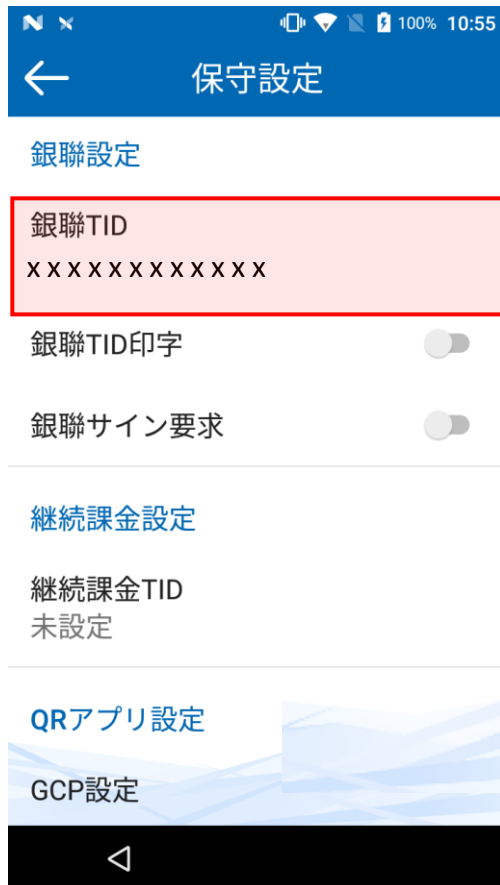 100% 10:55
保守設定
銀聯設定
銀聯TID
x x x x x x x x x x x x
銀聯TID印字
銀聯サイン要求
継続課金設定
継続課金TID
未設定
QRアプリ設定
GCP設定